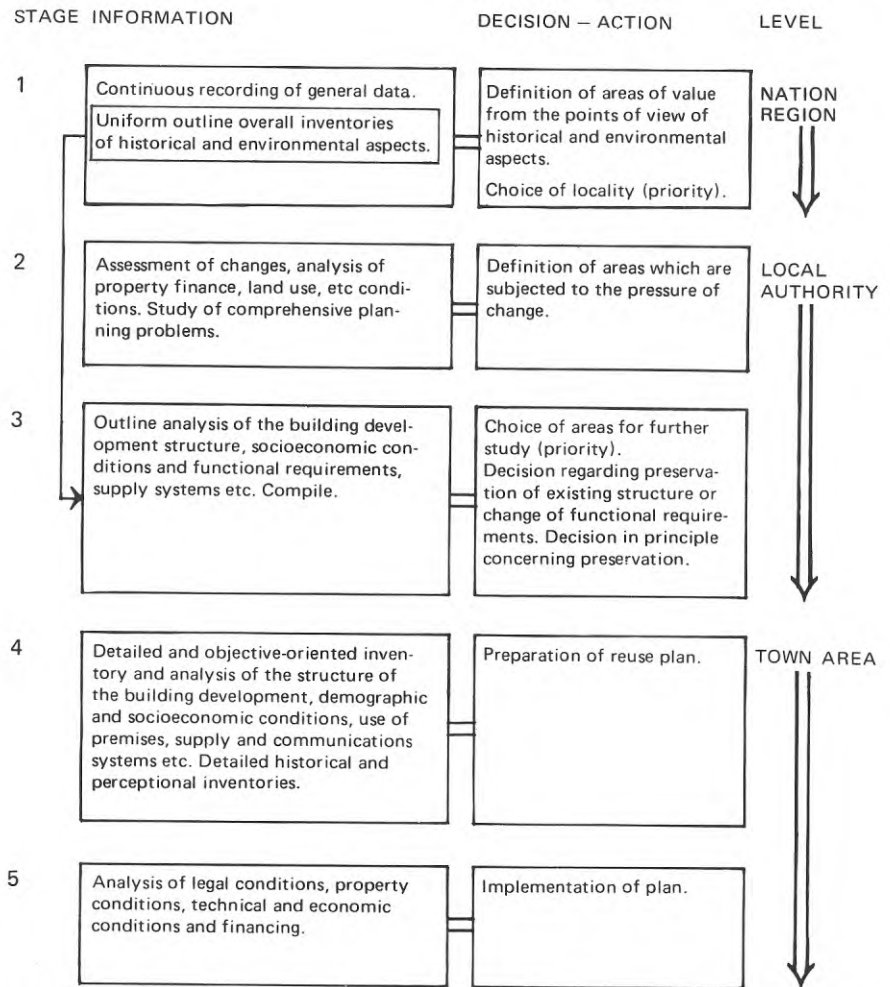 STAGE INFORMATION DECISION – ACTION LEVEL
1
Continuous recording of general data.
Uniform outline overall inventories
of historical and environmental aspects.
Definition of areas of value
from the points of view of
historical and environmental
aspects.
Choice of locality (priority).
NATION
REGION
2
Assessment of changes, analysis of
property finance, land use, etc condi-
tions. Study of comprehensive plan-
ning problems.
Definition of areas which are
subjected to the pressure of
change.
LOCAL
AUTHORITY
3
Outline analysis of the building devel-
opment structure, socioeconomic con-
ditions and functional requirements,
supply systems etc. Compile.
Choice of areas for further
study (priority).
Decision regarding preserva-
tion of existing structure or
change of functional require-
ments. Decision in principle
concerning preservation.
4
Detailed and objective-oriented inven-
tory and analysis of the structure of
the building development, demographic
and socioeconomic conditions, use of
premises, supply and communications
systems etc. Detailed historical and
perceptional inventories.
Preparation of reuse plan.
TOWN AREA
5
Analysis of legal conditions, property
conditions, technical and economic
conditions and financing.
Implementation of plan.